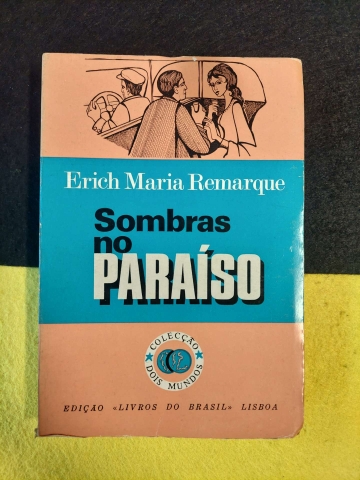 Erich Maria Remarque
Sombras
no
PARAÍSO
COLECÇÃO
DOIS MUNDOS
EDIÇÃO «LIVROS DO BRASIL» LISBOA